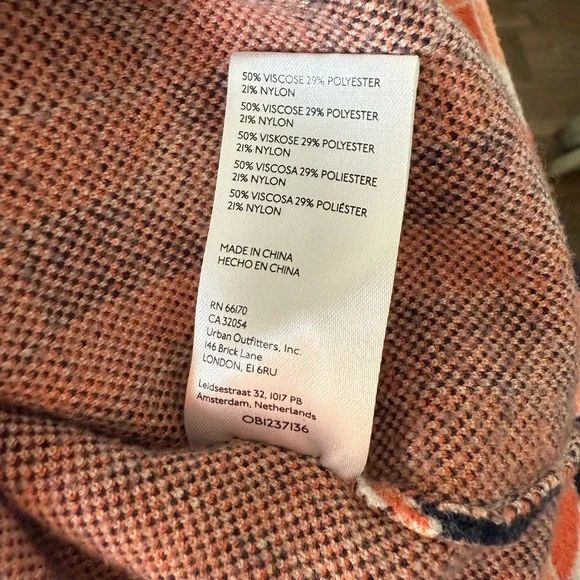 50% VISCOSE 29% POLYESTER
21% NYLON
50% VISCOSE 29% POLYESTER
21% NYLON
50% VISKOSE 29% POLYESTER
21% NYLON
50% VISCOSA 29% POLIESTERE
21% NYLON
50% VISCOSA 29% POLIÉSTER
21% NYLON
MADE IN CHINA
HECHO EN CHINA
RN 66170
CA 32054
Urban Outfitters, Inc.
146 Brick Lane
LONDON, E1 6RU
Leidsestraat 32, 1017 PB
Amsterdam, Netherlands
OB1237136